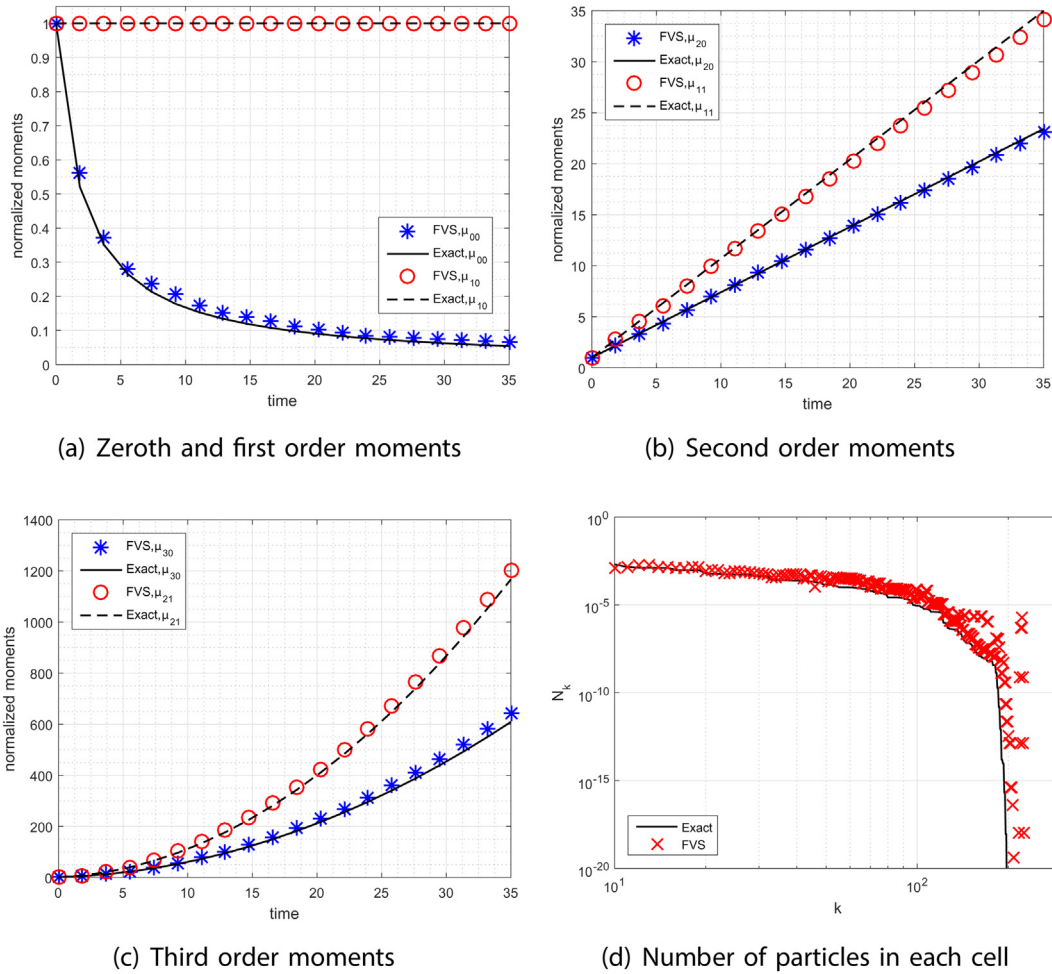 1
0.9
0.8
0.7
0.6
0.5
0.4
0.3
0.2
0.1
0
0 5 10 15 20 25 30 35
time
normalized moments
FVS,μ00
Exact,μ00
FVS,μ10
Exact,μ10
(a) Zeroth and first order moments
35
30
25
20
15
10
5
0
0 5 10 15 20 25 30 35
time
normalized moments
FVS,μ20
Exact,μ20
FVS,μ11
Exact,μ11
(b) Second order moments
1400
1200
1000
800
600
400
200
0
0 5 10 15 20 25 30 35
time
normalized moments
FVS,μ30
Exact,μ30
FVS,μ21
Exact,μ21
(c) Third order moments
10^0
10^-5
10^-10
10^-15
10^-20
10^1 10^2
k
N_k
Exact
FVS
(d) Number of particles in each cell